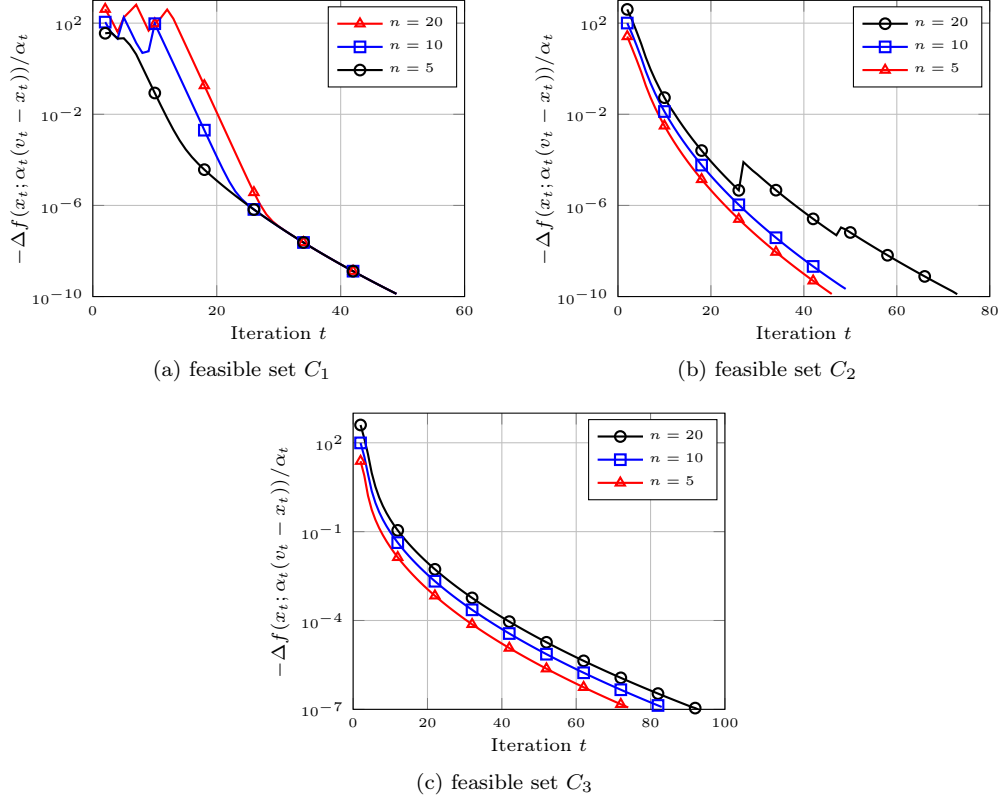 −Δf(x_t; α_t(v_t − x_t))/α_t
10^2
10^−2
10^−6
10^−10
n = 20
n = 10
n = 5
0 20 40 60
Iteration t
(a) feasible set C_1
−Δf(x_t; α_t(v_t − x_t))/α_t
10^2
10^−2
10^−6
10^−10
n = 20
n = 10
n = 5
0 20 40 60 80
Iteration t
(b) feasible set C_2
−Δf(x_t; α_t(v_t − x_t))/α_t
10^2
10^−1
10^−4
10^−7
n = 20
n = 10
n = 5
0 20 40 60 80 100
Iteration t
(c) feasible set C_3